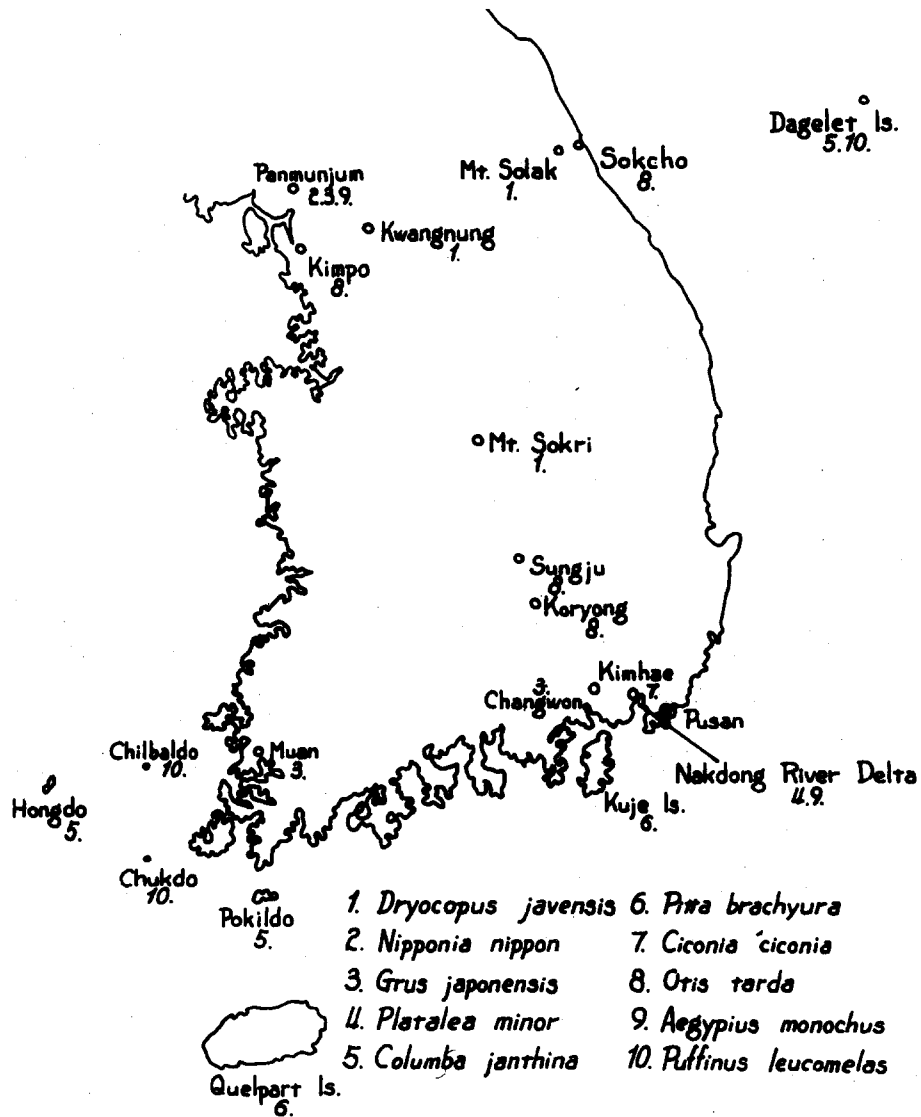 Dagelet Is.
5.10.
Mt. Solak
1.
Sokcho
8.
Panmunjum
2.3.9.
Kwangnung
1.
Kimpo
8.
Mt. Sokri
1.
Sungju
8.
Koryong
8.
Kimhae
7.
3.
Changwon
Pusan
Nakdong River Delta
4.9.
Kuje Is.
6.
Chilbaldo
10.
Muan
3.
Hongdo
5.
Chukdo
10.
Pokildo
5.
Quelpart Is.
6.
1. Dryocopus javensis
2. Nipponia nippon
3. Grus japonensis
4. Platalea minor
5. Columba janthina
6. Pitta brachyura
7. Ciconia ciconia
8. Otis tarda
9. Aegypius monochus
10. Puffinus leucomelas